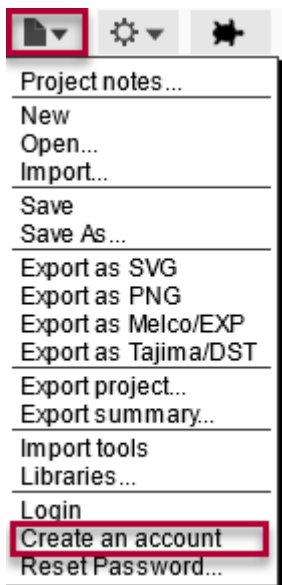 Project notes...
New
Open...
Import...
Save
Save As...
Export as SVG
Export as PNG
Export as Melco/EXP
Export as Tajima/DST
Export project...
Export summary...
Import tools
Libraries...
Login
Create an account
Reset Password...